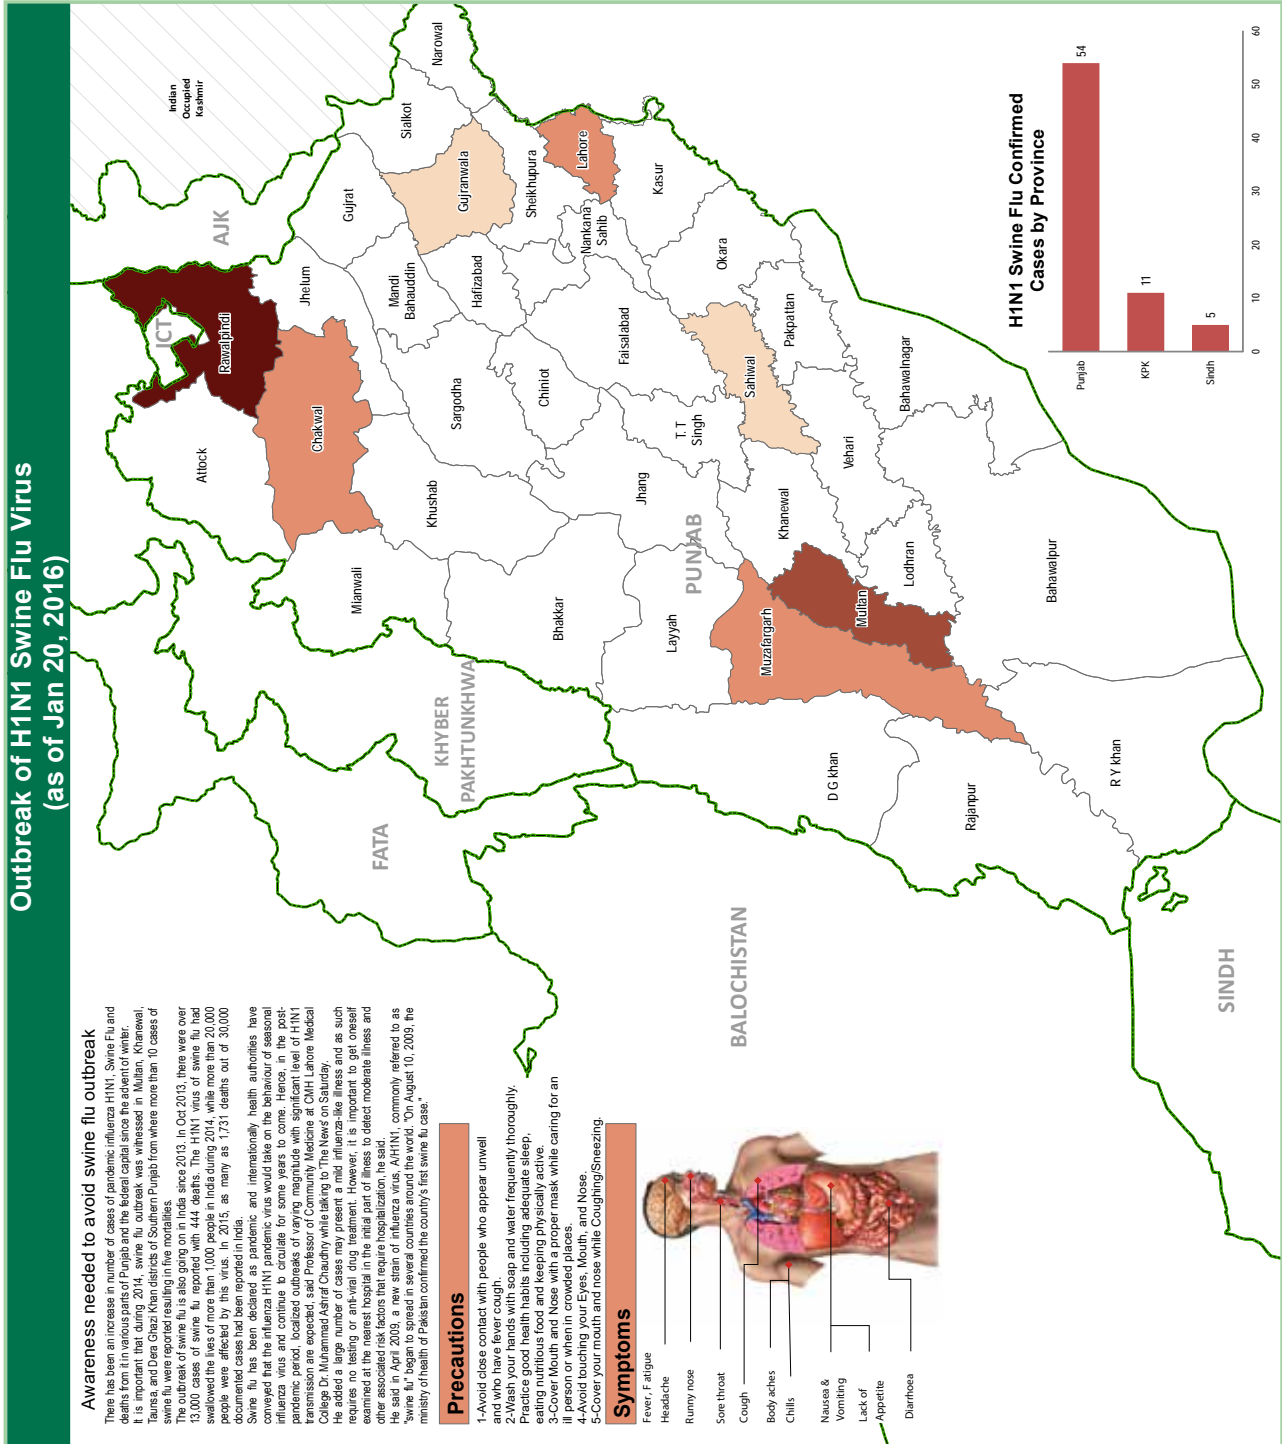 Outbreak of H1N1 Swine Flu Virus
(as of Jan 20, 2016)
Awareness needed to avoid swine flu outbreak
There has been an increase in number of cases of pandemic influenza H1N1, Swine Flu and
deaths from it in various parts of Punjab and the federal capital since the advent of winter.
It is important that during 2014, swine flu outbreak was witnessed in Multan, Khanewal,
Taunsa, and Dera Ghazi Khan districts of Southern Punjab from where more than 10 cases of
swine flu were reported resulting in five mortalities.
The outbreak of swine flu is also going on in India since 2013. In Oct 2013, there were over
13,000 cases of swine flu reported with 444 deaths. The H1N1 virus of swine flu had
swallowed the lives of more than 1,000 people in India during 2014, while more than 20,000
people were affected by this virus. In 2015, as many as 1,731 deaths out of 30,000
documented cases had been reported in India.
Swine flu has been declared as pandemic and internationally health authorities have
conveyed that the influenza H1N1 pandemic virus would take on the behaviour of seasonal
influenza virus and continue to circulate for some years to come. Hence, in the post-
pandemic period, localized outbreaks of varying magnitude with significant level of H1N1
transmission are expected, said Professor of Community Medicine at CMH Lahore Medical
College Dr. Muhammad Ashraf Chaudhry while talking to 'The News' on Saturday.
He added a large number of cases may present a mild influenza-like illness and as such
requires no testing or anti-viral drug treatment. However, it is important to get oneself
examined at the nearest hospital in the initial part of illness to detect moderate illness and
other associated risk factors that require hospitalization, he said.
He said in April 2009, a new strain of influenza virus, A/H1N1, commonly referred to as
"swine flu" began to spread in several countries around the world. "On August 10, 2009, the
ministry of health of Pakistan confirmed the country's first swine flu case."
Precautions
1-Avoid close contact with people who appear unwell
and who have fever cough.
2-Wash your hands with soap and water frequently thoroughly.
Practice good health habits including adequate sleep,
eating nutritious food and keeping physically active.
3-Cover Mouth and Nose with a proper mask while caring for an
ill person or when in crowded places.
4-Avoid touching your Eyes, Mouth, and Nose.
5-Cover your mouth and nose while Coughing/Sneezing.
Symptoms
Fever, Fatigue
Headache
Runny nose
Sore throat
Cough
Body aches
Chills
Nausea &
Vomiting
Lack of
Appetite
Diarrhoea
FATA
KHYBER
PAKHTUNKHWA
BALOCHISTAN
SINDH
PUNJAB
ICT
AJK
Indian
Occupied
Kashmir
Attock
Rawalpindi
Chakwal
Jhelum
Mianwali
Khushab
Sargodha
Mandi
Bahauddin
Gujrat
Sialkot
Narowal
Gujranwala
Hafizabad
Sheikhupura
Lahore
Nankana
Sahib
Kasur
Chiniot
Faisalabad
Bhakkar
Jhang
T.T
Singh
Okara
Layyah
Muzafargarh
Khanewal
Sahiwal
Pakpattan
Multan
Vehari
Lodhran
Bahawalnagar
Bahawalpur
D G khan
Rajanpur
R Y khan
H1N1 Swine Flu Confirmed
Cases by Province
Punjab
54
KPK
11
Sindh
5
0 10 20 30 40 50 60